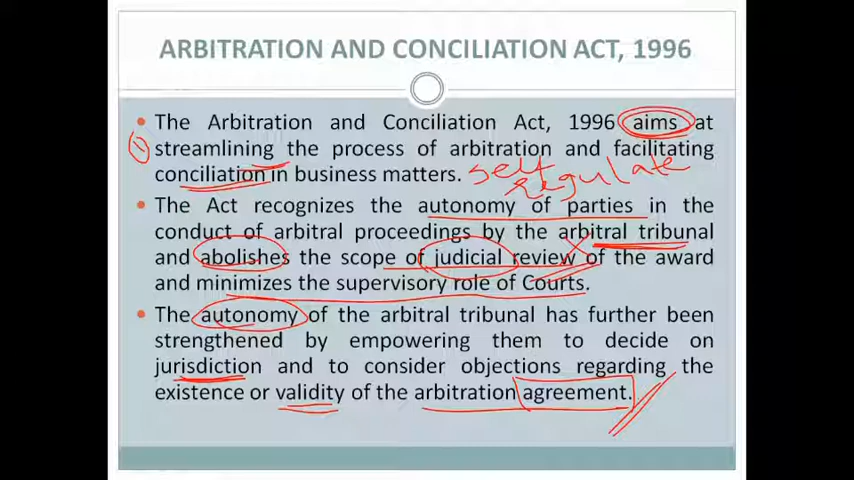 ARBITRATION AND CONCILIATION ACT, 1996
• The Arbitration and Conciliation Act, 1996 aims at
1 streamlining the process of arbitration and facilitating
conciliation in business matters. self
regulate
• The Act recognizes the autonomy of parties in the
conduct of arbitral proceedings by the arbitral tribunal
and abolishes the scope of judicial review of the award
and minimizes the supervisory role of Courts.
• The autonomy of the arbitral tribunal has further been
strengthened by empowering them to decide on
jurisdiction and to consider objections regarding the
existence or validity of the arbitration agreement.